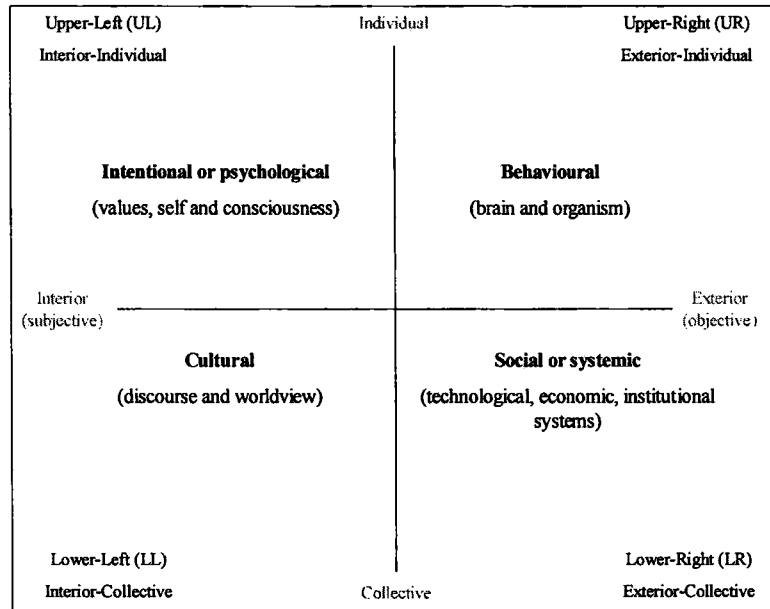 Upper-Left (UL)
Individual
Upper-Right (UR)
Interior-Individual
Exterior-Individual
Intentional or psychological
(values, self and consciousness)
Behavioural
(brain and organism)
Interior
(subjective)
Exterior
(objective)
Cultural
(discourse and worldview)
Social or systemic
(technological, economic, institutional
systems)
Lower-Left (LL)
Interior-Collective
Collective
Lower-Right (LR)
Exterior-Collective